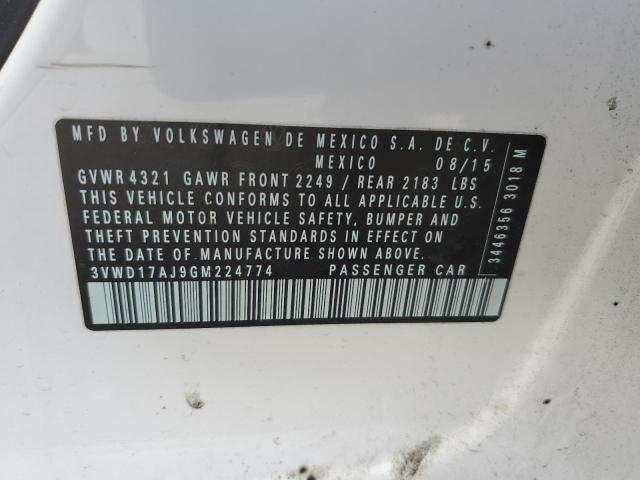 MFD BY VOLKSWAGEN DE MEXICO S.A. DE C.V.
MEXICO 08/15
GVWR 4321 GAWR FRONT 2249 / REAR 2183 LBS
THIS VEHICLE CONFORMS TO ALL APPLICABLE U.S.
FEDERAL MOTOR VEHICLE SAFETY, BUMPER AND
THEFT PREVENTION STANDARDS IN EFFECT ON
THE DATE OF MANUFACTURE SHOWN ABOVE.
3VWD17AJ9GM224774 PASSENGER CAR
3446356 3018 M